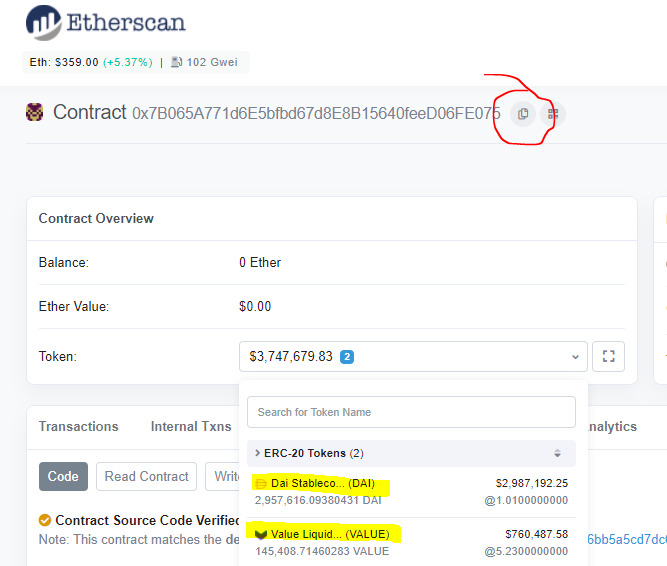 Etherscan
Eth: $359.00 (+5.37%) | 102 Gwei
Contract 0x7B065A771d6E5bfbd67d8E8B15640feeD06FE075
Contract Overview
Balance: 0 Ether
Ether Value: $0.00
Token: $3,747,679.83 2
Search for Token Name
Transactions Internal Txns nalytics
ERC-20 Tokens (2)
Code Read Contract Write
Dai Stableco... (DAI) $2,987,192.25
2,957,616.09380431 DAI @1.0100000000
Contract Source Code Verified
Value Liquid... (VALUE) $760,487.58
Note: This contract matches the de 6bb5a5cd7dc
145,408.71460283 VALUE @5.2300000000